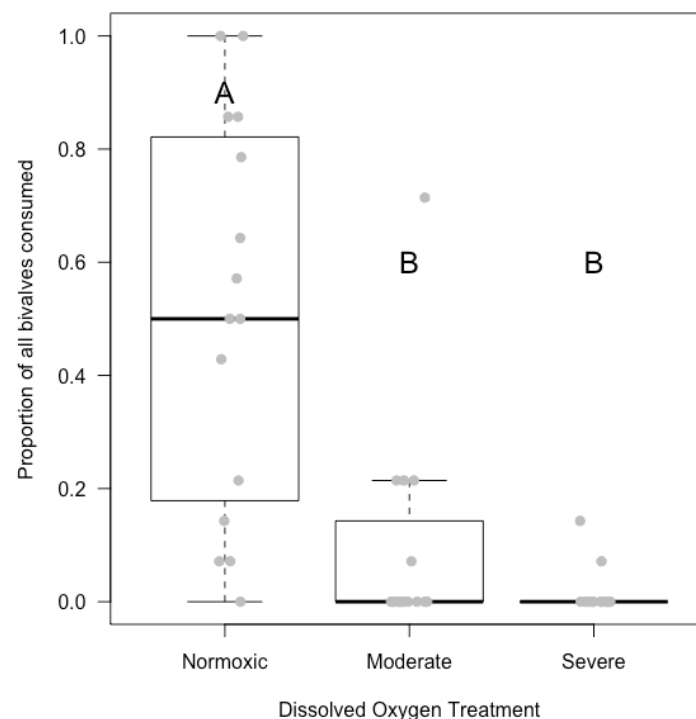 1.0
A
0.8
0.6
B
B
0.4
0.2
0.0
Proportion of all bivalves consumed
Normoxic
Moderate
Severe
Dissolved Oxygen Treatment